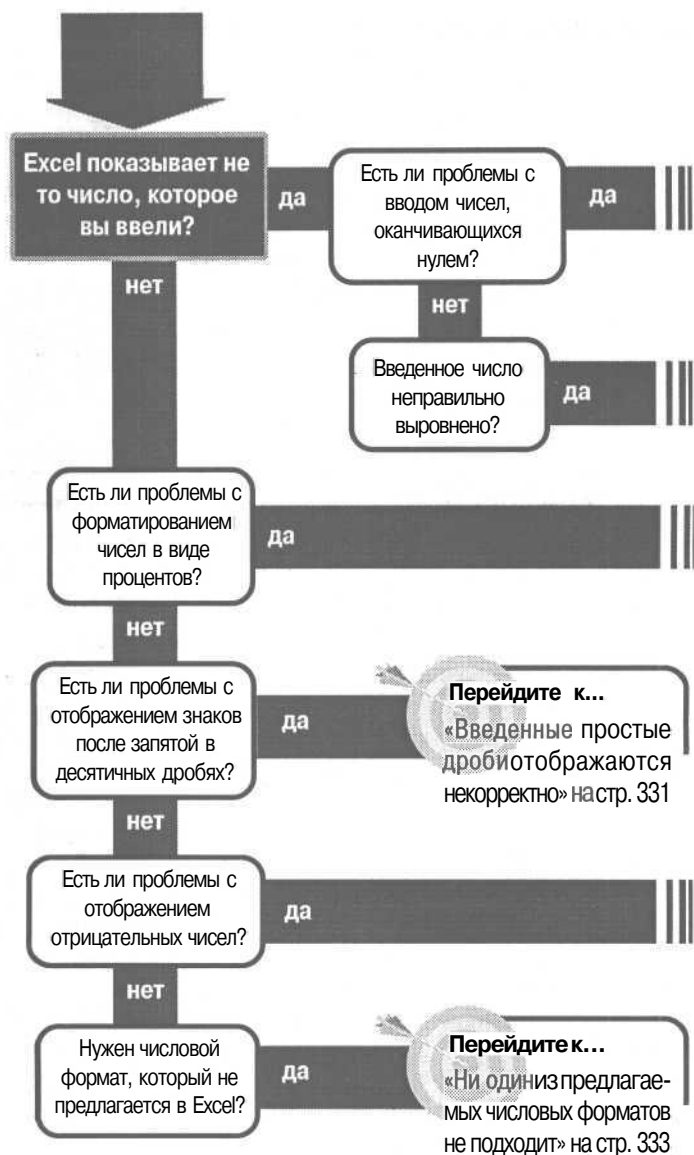 Excel показывает не
то число, которое
вы ввели?
да
Есть ли проблемы с
вводом чисел,
оканчивающихся
нулем?
да
нет
нет
Введенное число
неправильно
выровнено?
да
Есть ли проблемы с
форматированием
чисел в виде
процентов?
да
нет
Есть ли проблемы с
отображением знаков
после запятой в
десятичных дробях?
да
Перейдите к...
«Введенные простые
дроби отображаются
некорректно» на стр. 331
нет
Есть ли проблемы с
отображением
отрицательных чисел?
да
нет
Нужен числовой
формат, который не
предлагается в Excel?
да
Перейдите к...
«Ни один из предлагае-
мых числовых форматов
не подходит» на стр. 333